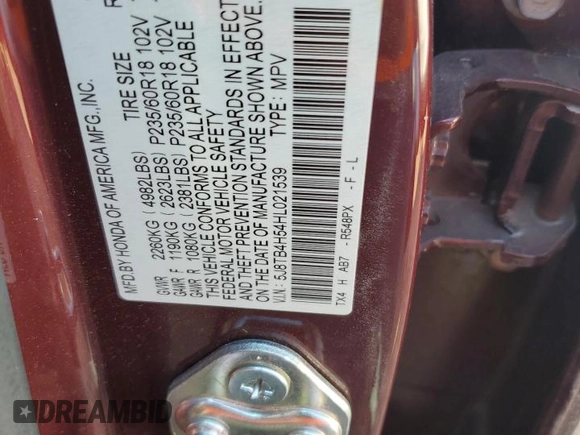 MFD.BY HONDA OF AMERICA MFG.,INC.
TIRE SIZE
GVWR 2260KG ( 4982LBS)
GAWR F 1190KG ( 2623LBS) P235/60R18 102V
GAWR R 1080KG ( 2381LBS) P235/60R18 102V
THIS VEHICLE CONFORMS TO ALL APPLICABLE
FEDERAL MOTOR VEHICLE SAFETY
AND THEFT PREVENTION STANDARDS IN EFFECT
ON THE DATE OF MANUFACTURE SHOWN ABOVE.
V.I.N.: 5J8TB4H54HL021539 TYPE: MPV
TX4 H AB7 - R548PX - F - L
DREAMBID